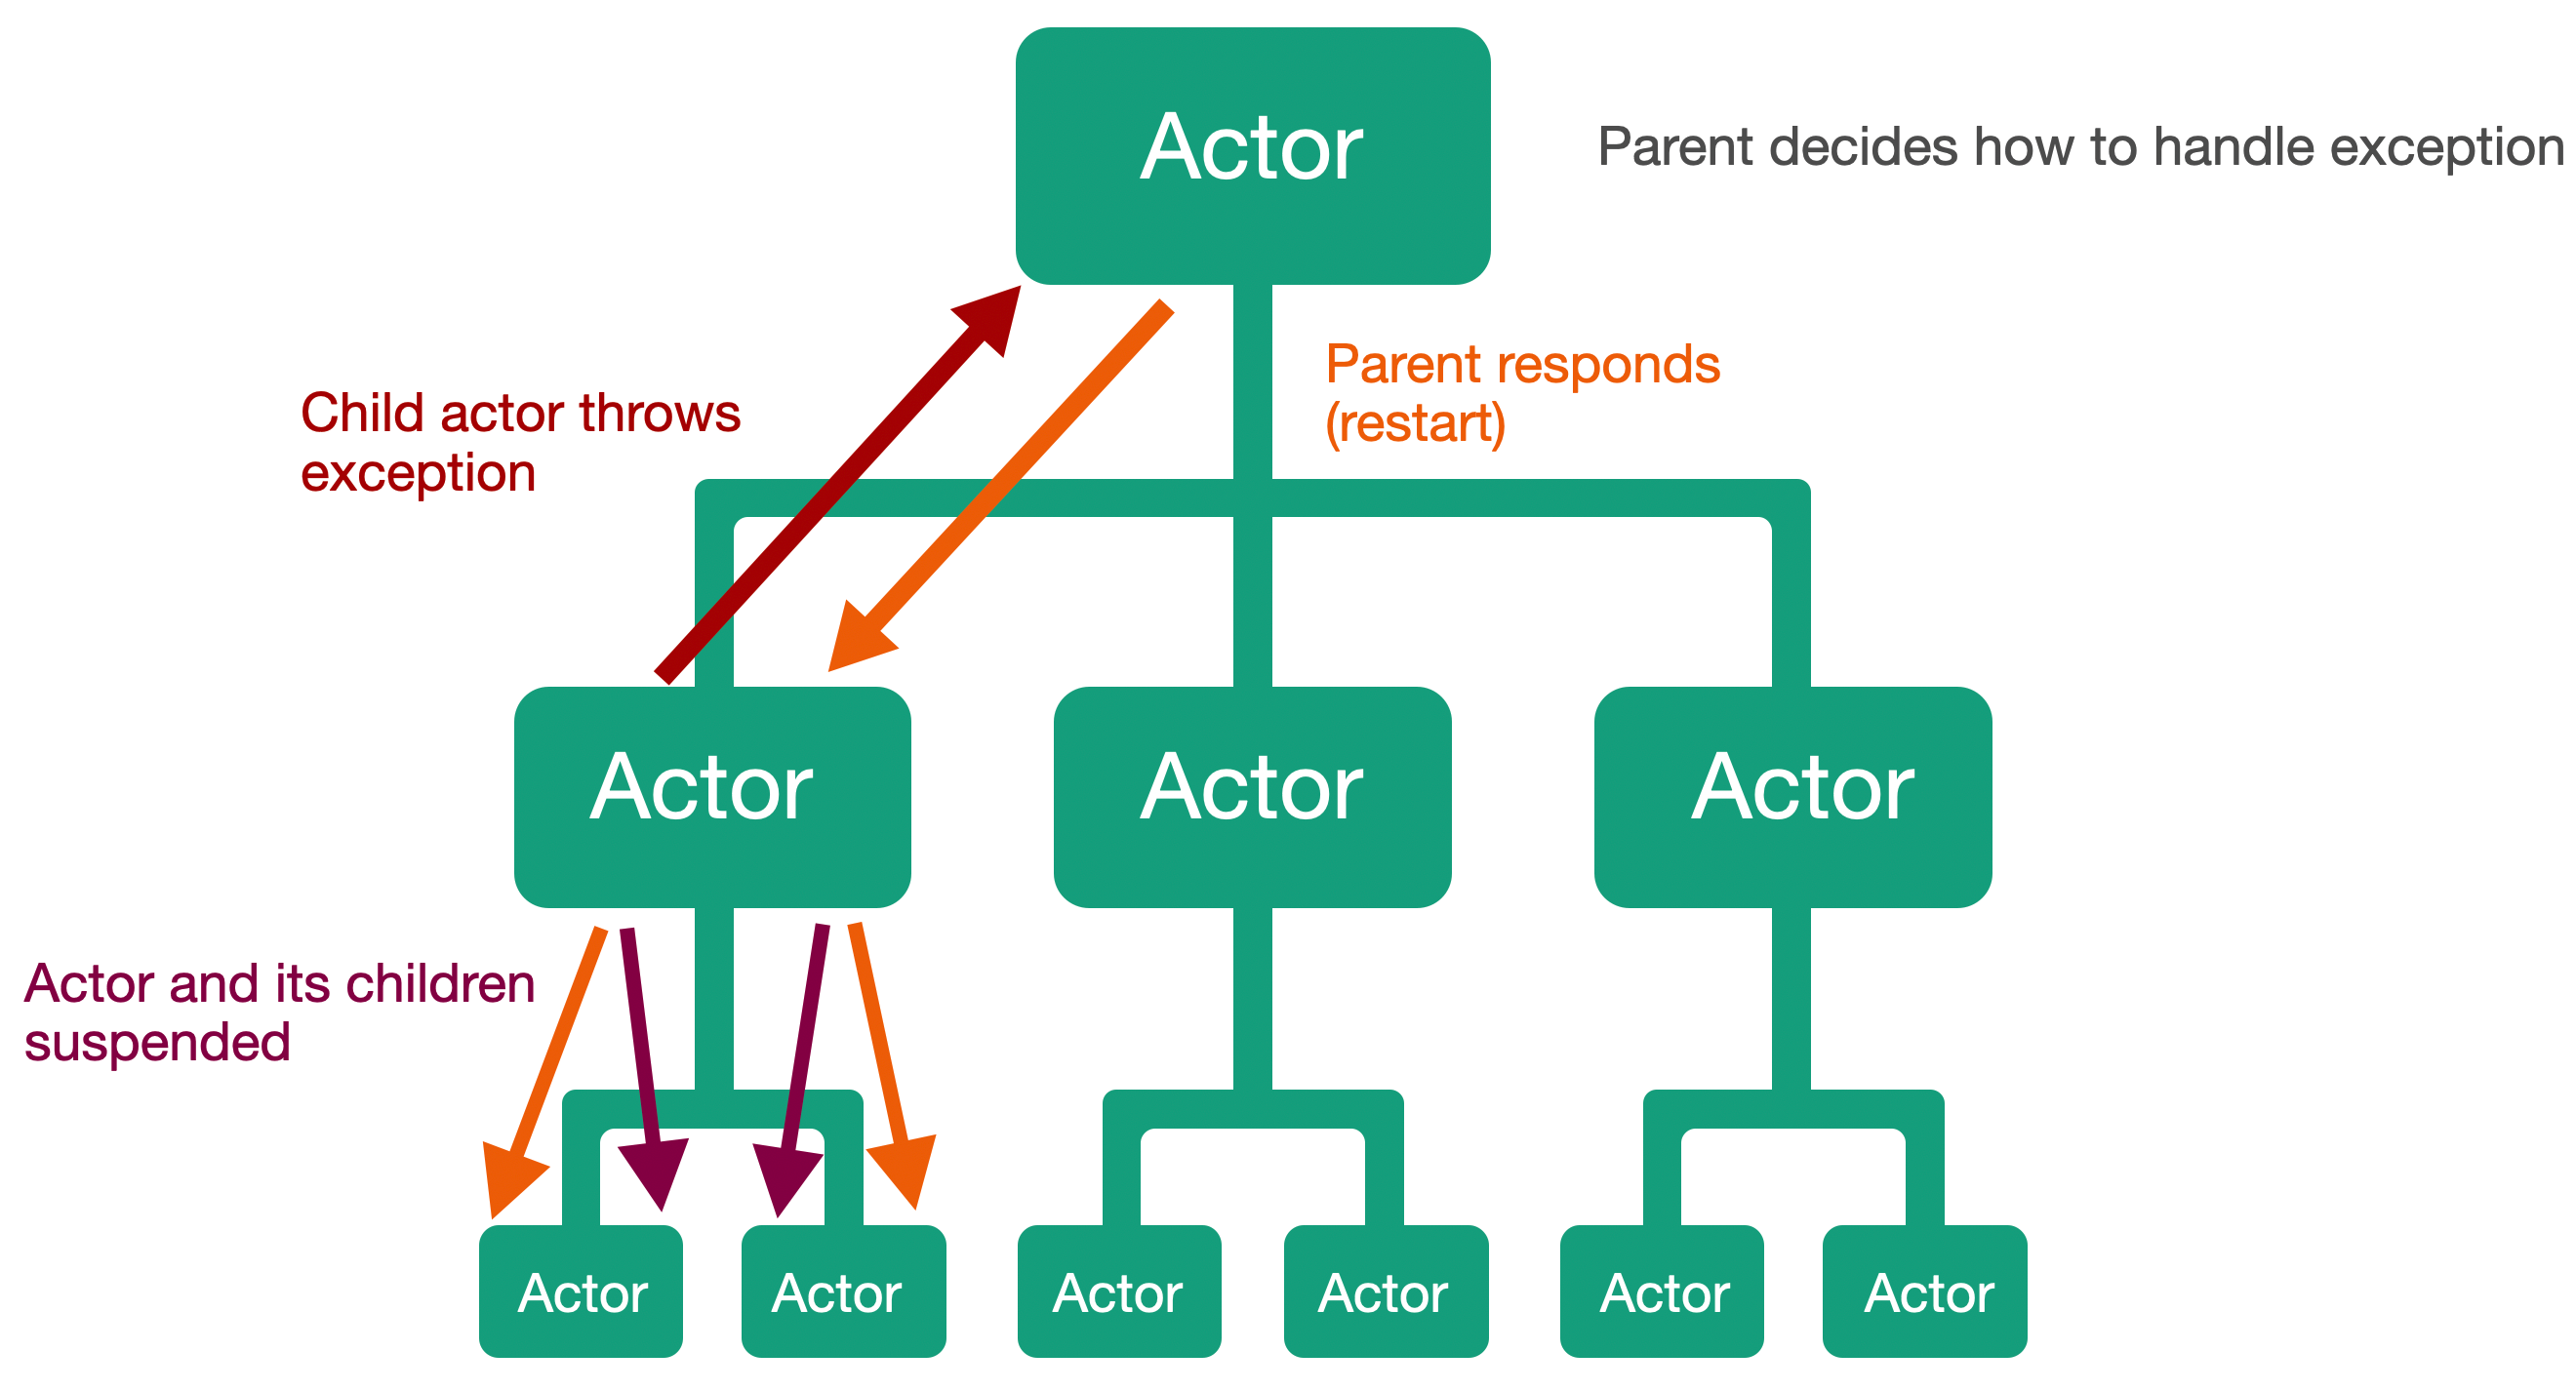 Actor
Parent decides how to handle exception
Parent responds
(restart)
Child actor throws
exception
Actor
Actor
Actor
Actor and its children
suspended
Actor
Actor
Actor
Actor
Actor
Actor